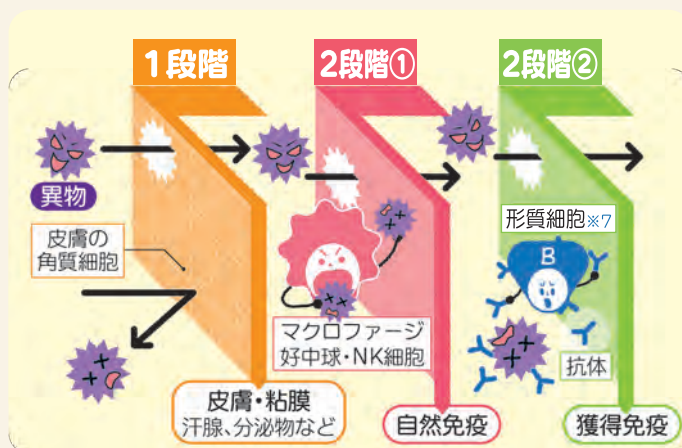 1段階
2段階①
2段階②
異物
皮膚の
角質細胞
マクロファージ
好中球・NK細胞
形質細胞※7
B
抗体
皮膚・粘膜
汗腺、分泌物など
自然免疫
獲得免疫